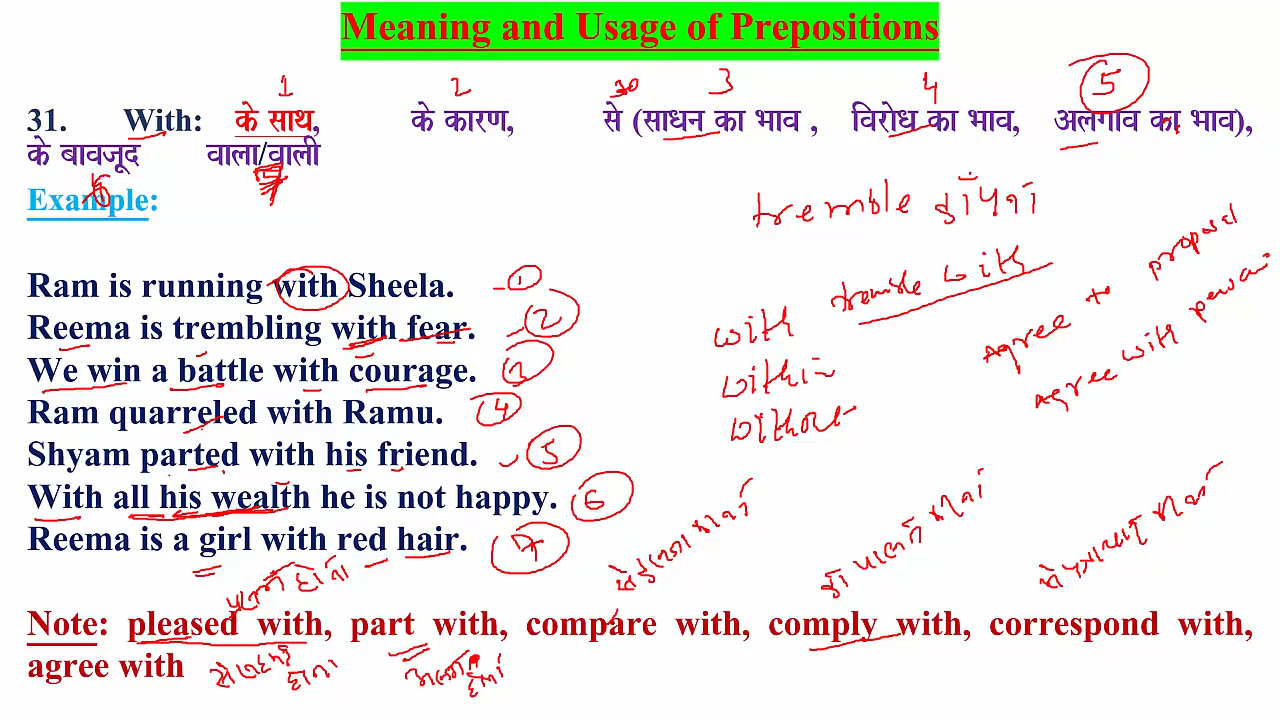 Meaning and Usage of Prepositions
1 2 3 4 5
31. With: के साथ, के कारण, से (साधन का भाव , विरोध का भाव, अलगाव का भाव),
के बावजूद वाला/वाली
6
Example:
tremble काँपना
Ram is running with Sheela. 1
tremble with
Agree to proposal
Reema is trembling with fear. 2
with
Agree with person
We win a battle with courage. 3
within
Ram quarreled with Ramu. 4
without
Shyam parted with his friend. 5
With all his wealth he is not happy. 6
Reema is a girl with red hair. 7
Note: pleased with, part with, compare with, comply with, correspond with,
agree with